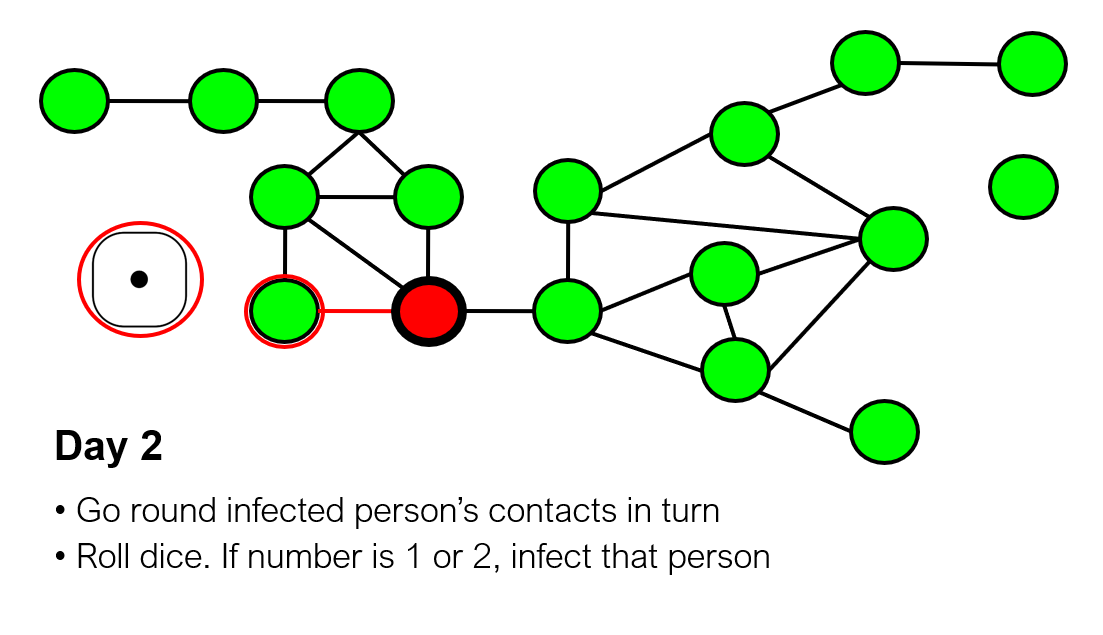 Day 2
• Go round infected person’s contacts in turn
• Roll dice. If number is 1 or 2, infect that person